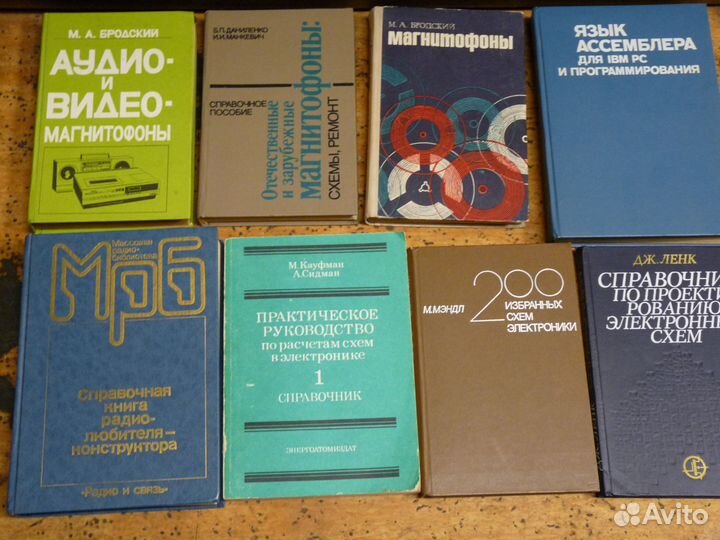 М. А. БРОДСКИЙ
АУДИО-
И
ВИДЕО-
МАГНИТОФОНЫ
Б.П. ДАНИЛЕНКО
И.И. МАНКЕВИЧ
СПРАВОЧНОЕ
ПОСОБИЕ
Отечественные
и зарубежные
магнитофоны:
СХЕМЫ, РЕМОНТ
М. А. БРОДСКИЙ
МАГНИТОФОНЫ
ЯЗЫК
АССЕМБЛЕРА
ДЛЯ IBM PC
И ПРОГРАММИРОВАНИЯ
Массовая
радио-
библиотека
МРБ
Справочная
книга
радио-
любителя-
конструктора
«Радио и связь»
М. Кауфман
А. Сидман
ПРАКТИЧЕСКОЕ
РУКОВОДСТВО
по расчетам схем
в электронике
1
СПРАВОЧНИК
ЭНЕРГОАТОМИЗДАТ
М. МЭНДЛ
200
ИЗБРАННЫХ
СХЕМ
ЭЛЕКТРОНИКИ
ДЖ. ЛЕНК
СПРАВОЧНИ
ПО ПРОЕКТИ
РОВАНИЮ
ЭЛЕКТРОНН
СХЕМ
Avito